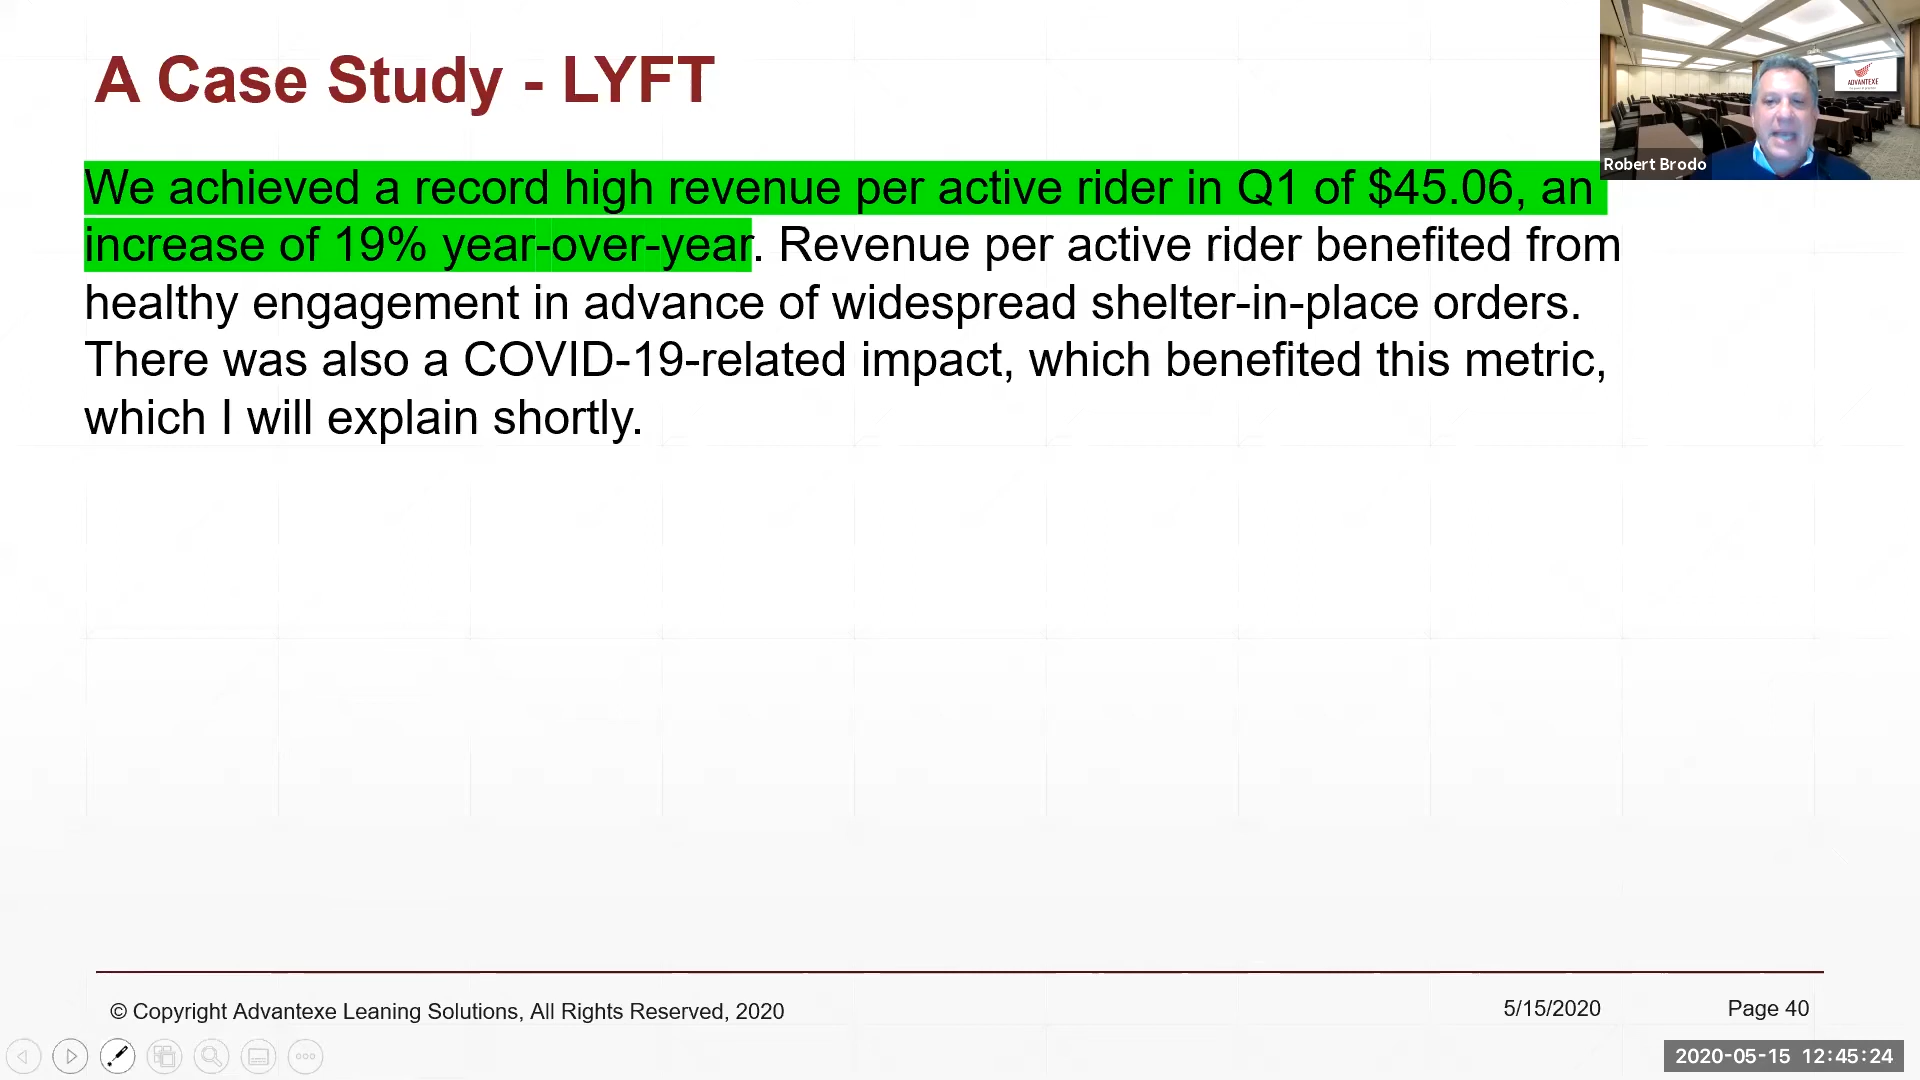 A Case Study - LYFT
ADVANTEXE
Robert Brodo
We achieved a record high revenue per active rider in Q1 of $45.06, an
increase of 19% year-over-year. Revenue per active rider benefited from
healthy engagement in advance of widespread shelter-in-place orders.
There was also a COVID-19-related impact, which benefited this metric,
which I will explain shortly.
© Copyright Advantexe Leaning Solutions, All Rights Reserved, 2020
5/15/2020
Page 40
2020-05-15 12:45:24